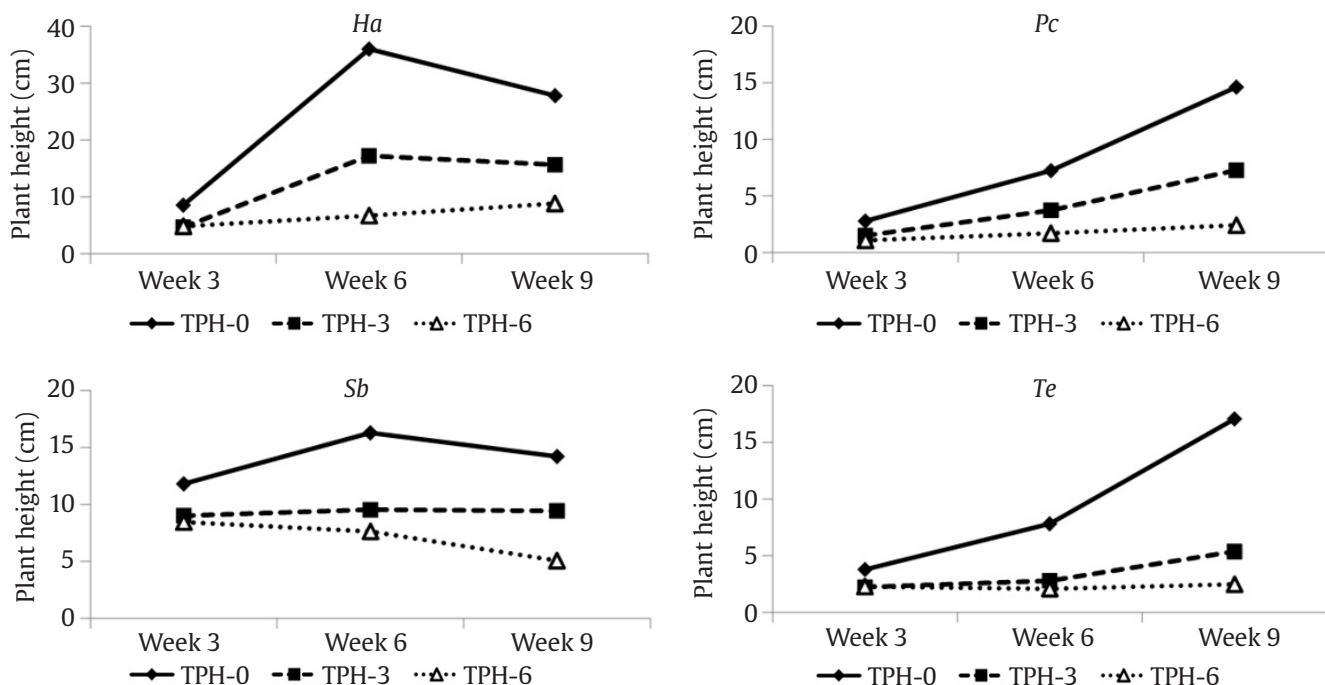 Ha
Plant height (cm)
40
30
20
10
0
Week 3 Week 6 Week 9
TPH-0 TPH-3 TPH-6
Pc
Plant height (cm)
20
15
10
5
0
Week 3 Week 6 Week 9
TPH-0 TPH-3 TPH-6
Sb
Plant height (cm)
20
15
10
5
0
Week 3 Week 6 Week 9
TPH-0 TPH-3 TPH-6
Te
Plant height (cm)
20
15
10
5
0
Week 3 Week 6 Week 9
TPH-0 TPH-3 TPH-6